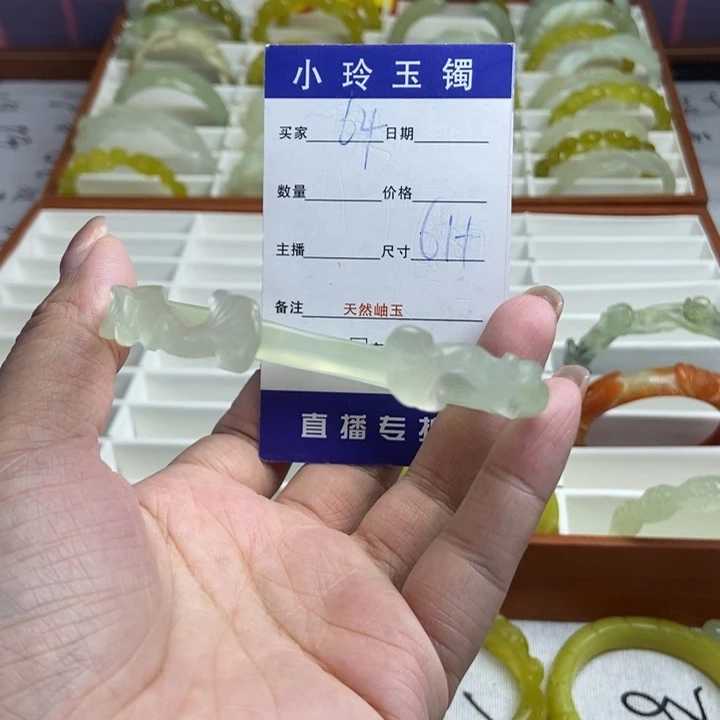 小玲玉镯
买家 64 日期
数量 价格
主播 尺寸 614
备注 天然岫玉
直播专